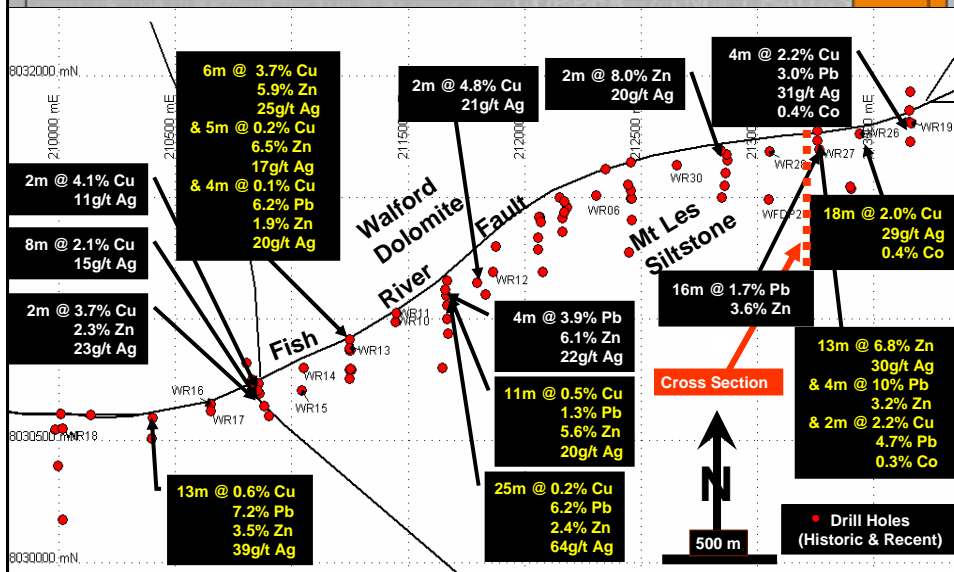 8032000 mN
8030500 mN
8030000 mN
210000 mE
211500 mE
6m @ 3.7% Cu
5.9% Zn
25g/t Ag
& 5m @ 0.2% Cu
6.5% Zn
17g/t Ag
& 4m @ 0.1% Cu
6.2% Pb
1.9% Zn
20g/t Ag
2m @ 4.8% Cu
21g/t Ag
2m @ 8.0% Zn
20g/t Ag
4m @ 2.2% Cu
3.0% Pb
31g/t Ag
0.4% Co
2m @ 4.1% Cu
11g/t Ag
8m @ 2.1% Cu
15g/t Ag
2m @ 3.7% Cu
2.3% Zn
23g/t Ag
Walford
Dolomite
Fish
River
Fault
Mt Les
Siltstone
WR19
WR26
WR27
WR28
WR30
WR06
WR12
WR11
WR10
WR13
WR14
WR15
WR16
WR17
WR18
18m @ 2.0% Cu
29g/t Ag
0.4% Co
16m @ 1.7% Pb
3.6% Zn
4m @ 3.9% Pb
6.1% Zn
22g/t Ag
11m @ 0.5% Cu
1.3% Pb
5.6% Zn
20g/t Ag
25m @ 0.2% Cu
6.2% Pb
2.4% Zn
64g/t Ag
13m @ 0.6% Cu
7.2% Pb
3.5% Zn
39g/t Ag
Cross Section
13m @ 6.8% Zn
30g/t Ag
& 4m @ 10% Pb
3.2% Zn
& 2m @ 2.2% Cu
4.7% Pb
0.3% Co
N
500 m
Drill Holes
(Historic & Recent)